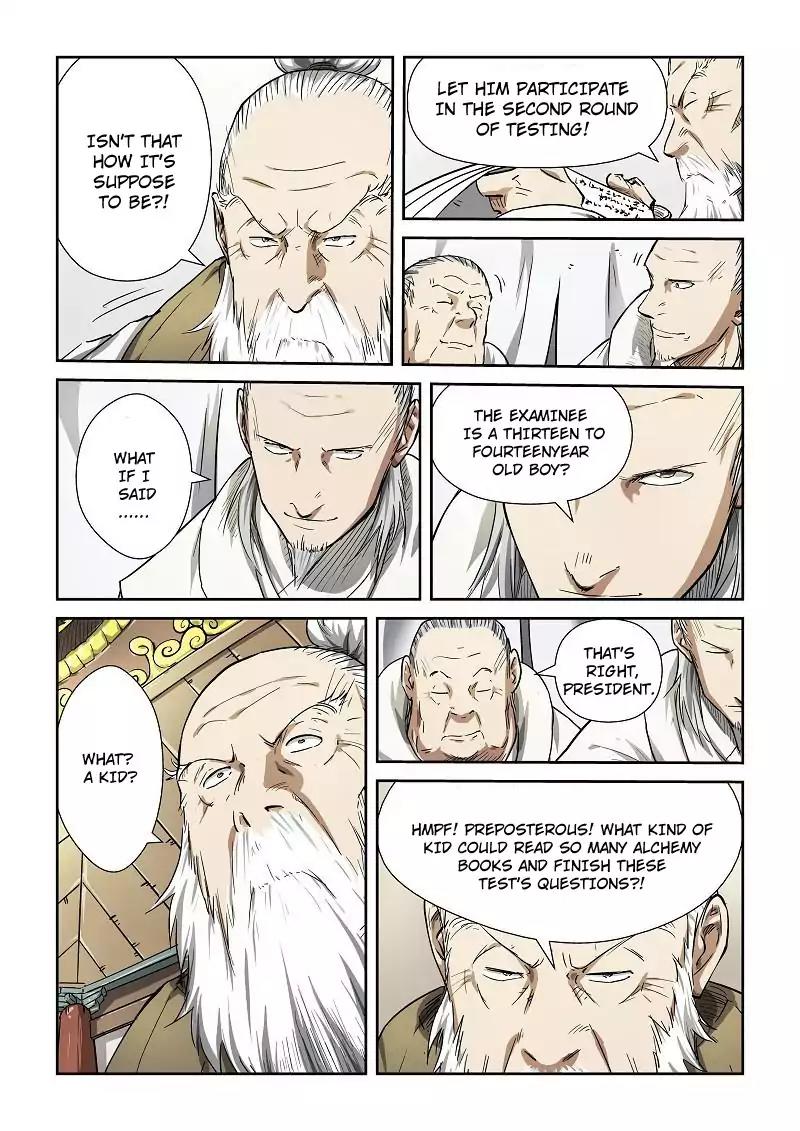 ISN'T THAT
HOW IT'S
SUPPOSE
TO BE?!
LET HIM PARTICIPATE
IN THE SECOND ROUND
OF TESTING!
WHAT
IF I
SAID
......
THE EXAMINEE
IS A THIRTEEN TO
FOURTEENYEAR
OLD BOY?
WHAT?
A KID?
THAT'S
RIGHT,
PRESIDENT.
HMPF! PREPOSTEROUS! WHAT KIND OF
KID COULD READ SO MANY ALCHEMY
BOOKS AND FINISH THESE
TEST'S QUESTIONS?!